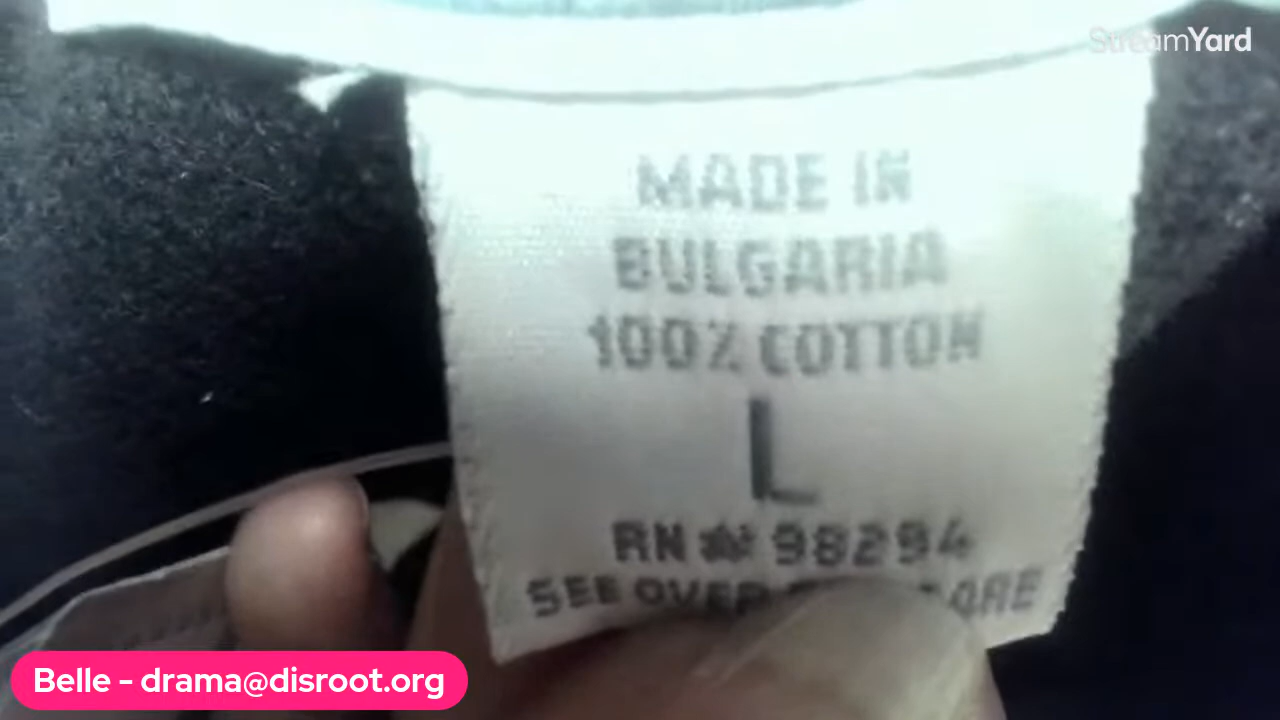 StreamYard
MADE IN
BULGARIA
100% COTTON
L
RN # 98294
SEE OVER
Belle - drama@disroot.org